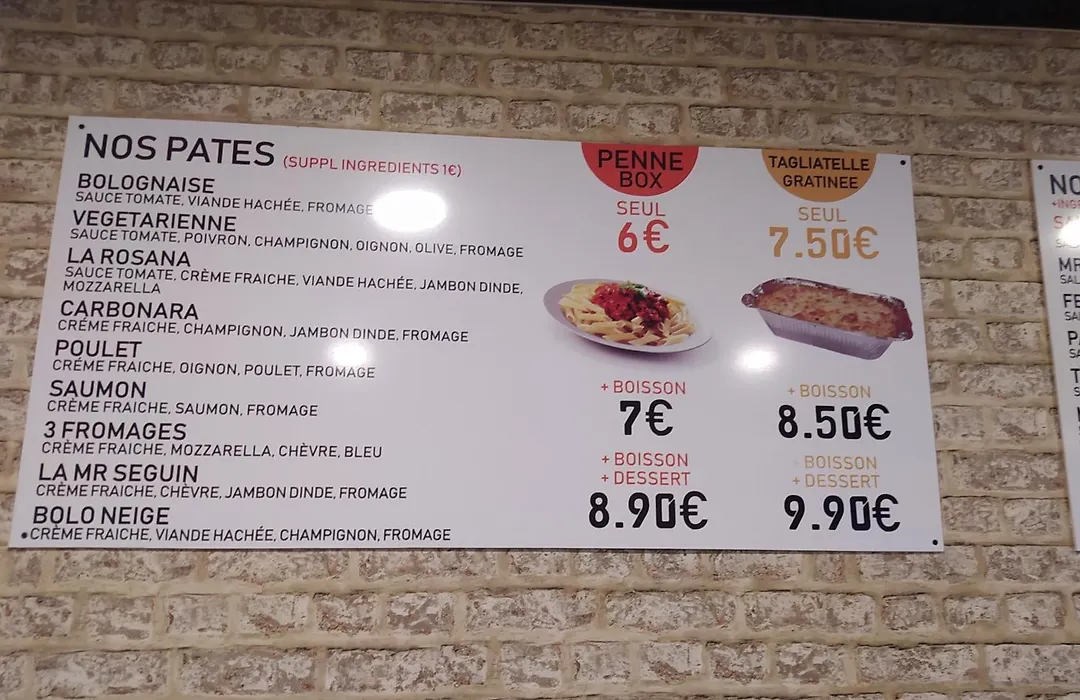 NOS PATES (SUPPL INGREDIENTS 1€)
BOLOGNAISE
SAUCE TOMATE, VIANDE HACHÉE, FROMAGE
VEGETARIENNE
SAUCE TOMATE, POIVRON, CHAMPIGNON, OIGNON, OLIVE, FROMAGE
LA ROSANA
SAUCE TOMATE, CRÈME FRAICHE, VIANDE HACHÉE, JAMBON DINDE,
MOZZARELLA
CARBONARA
CRÉME FRAICHE, CHAMPIGNON, JAMBON DINDE, FROMAGE
POULET
CRÉME FRAICHE, OIGNON, POULET, FROMAGE
SAUMON
CRÈME FRAICHE, SAUMON, FROMAGE
3 FROMAGES
CRÈME FRAICHE, MOZZARELLA, CHÈVRE, BLEU
LA MR SEGUIN
CRÈME FRAICHE, CHÈVRE, JAMBON DINDE, FROMAGE
BOLO NEIGE
CRÈME FRAICHE, VIANDE HACHÉE, CHAMPIGNON, FROMAGE
PENNE
BOX
SEUL
6€
+ BOISSON
7€
+ BOISSON
+ DESSERT
8.90€
TAGLIATELLE
GRATINEE
SEUL
7.50€
+ BOISSON
8.50€
BOISSON
+ DESSERT
9.90€